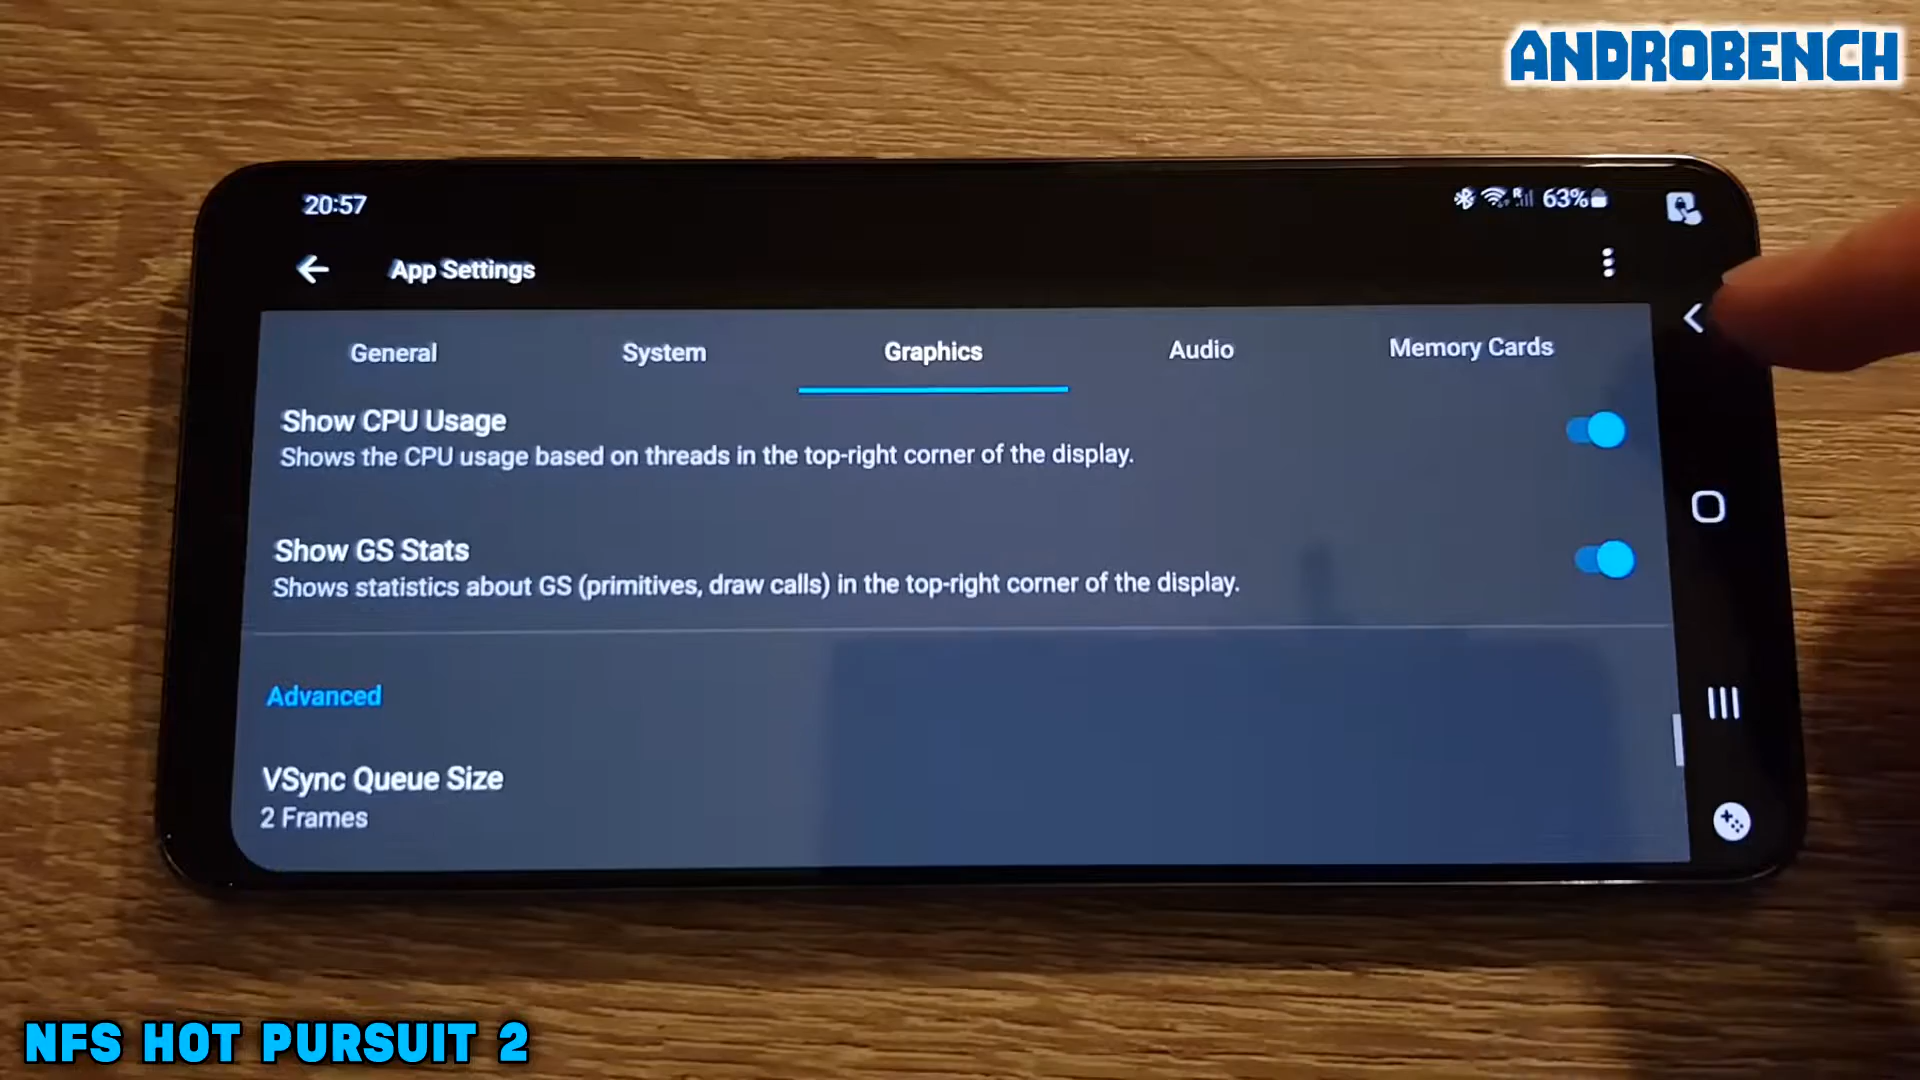 ANDROBENCH
20:57
63%
App Settings
General
System
Graphics
Audio
Memory Cards
Show CPU Usage
Shows the CPU usage based on threads in the top-right corner of the display.
Show GS Stats
Shows statistics about GS (primitives, draw calls) in the top-right corner of the display.
Advanced
VSync Queue Size
2 Frames
NFS HOT PURSUIT 2